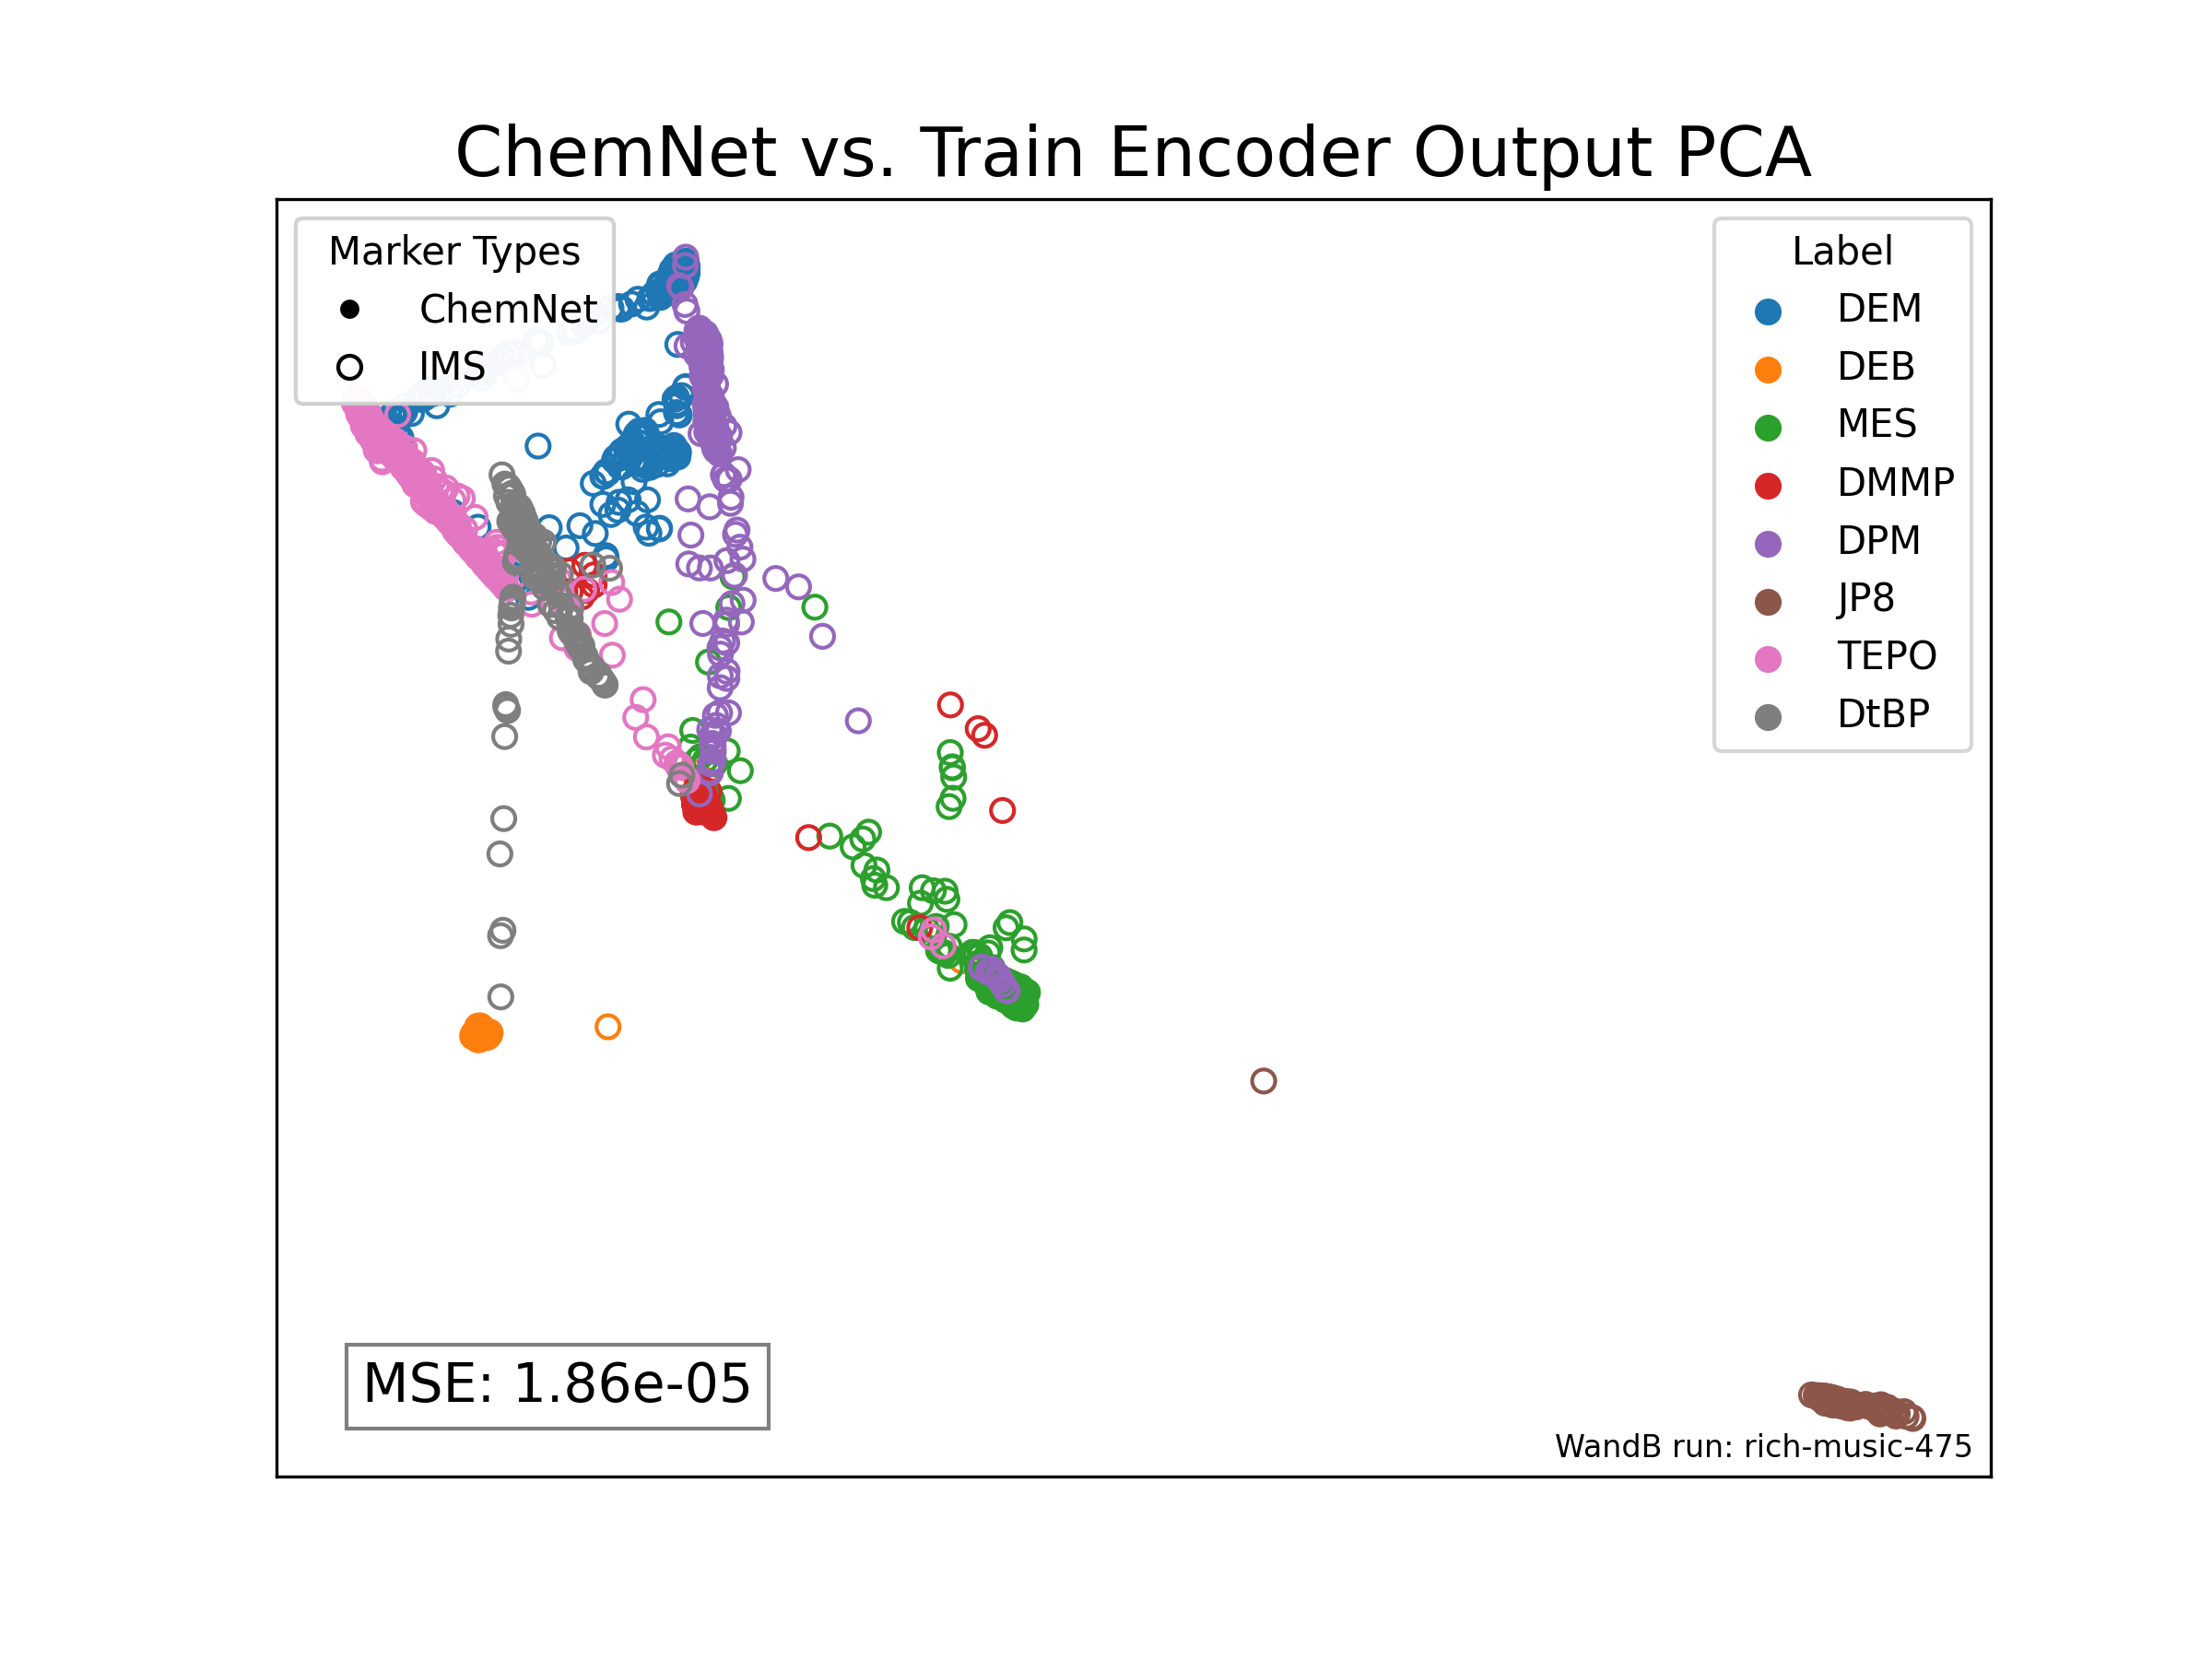 ChemNet vs. Train Encoder Output PCA
Marker Types
ChemNet
IMS
Label
DEM
DEB
MES
DMMP
DPM
JP8
TEPO
DtBP
MSE: 1.86e-05
WandB run: rich-music-475